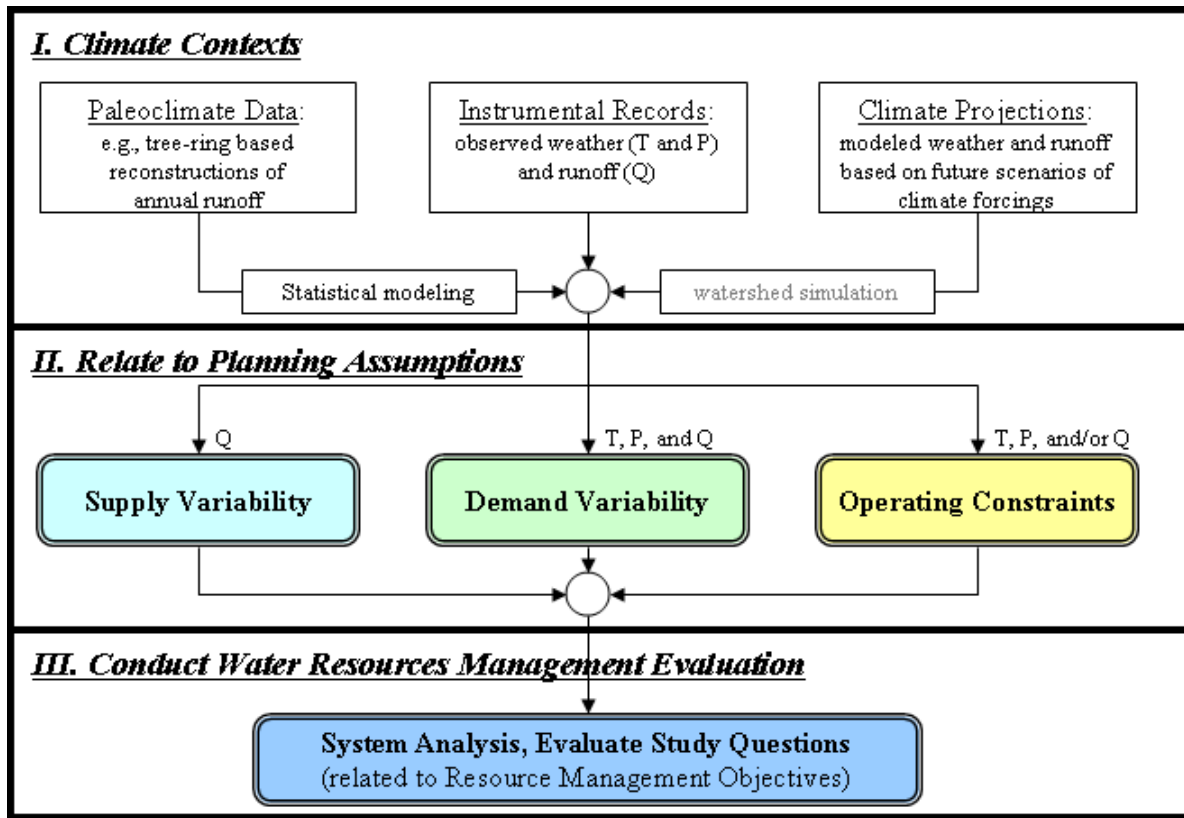 I. Climate Contexts
Paleoclimate Data:
e.g., tree-ring based
reconstructions of
annual runoff
Instrumental Records:
observed weather (T and P)
and runoff (Q)
Climate Projections:
modeled weather and runoff
based on future scenarios of
climate forcings
Statistical modeling
watershed simulation
II. Relate to Planning Assumptions
Q
T, P, and Q
T, P, and/or Q
Supply Variability
Demand Variability
Operating Constraints
III. Conduct Water Resources Management Evaluation
System Analysis, Evaluate Study Questions
(related to Resource Management Objectives)